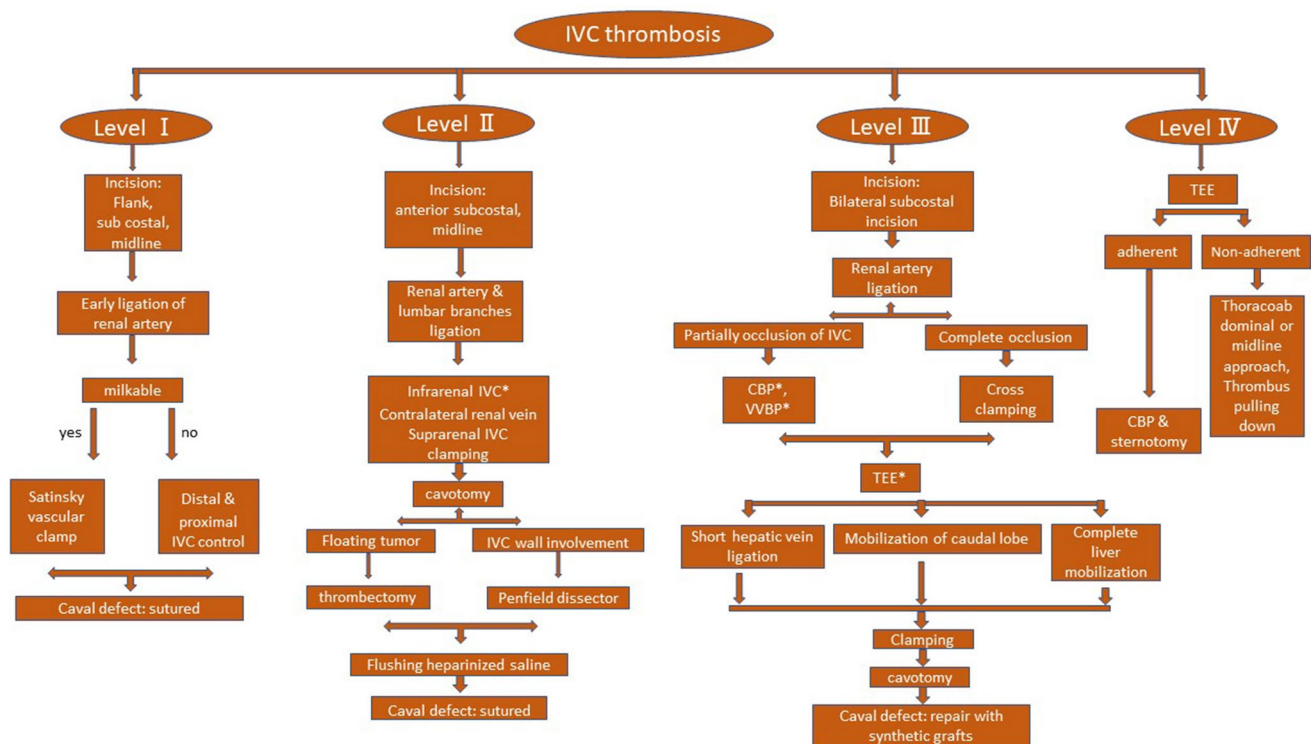 IVC thrombosis
Level Ⅰ
Incision:
Flank,
sub costal,
midline
Early ligation of
renal artery
milkable
yes
no
Satinsky
vascular
clamp
Distal &
proximal
IVC control
Caval defect: sutured
Level Ⅱ
Incision:
anterior subcostal,
midline
Renal artery &
lumbar branches
ligation
Infrarenal IVC*
Contralateral renal vein
Suprarenal IVC
clamping
cavotomy
Floating tumor
IVC wall involvement
thrombectomy
Penfield dissector
Flushing heparinized saline
Caval defect: sutured
Level Ⅲ
Incision:
Bilateral subcostal
incision
Renal artery
ligation
Partially occlusion of IVC
Complete occlusion
CBP*,
VVBP*
Cross
clamping
TEE*
Short hepatic vein
ligation
Mobilization of caudal lobe
Complete
liver
mobilization
Clamping
cavotomy
Caval defect: repair with
synthetic grafts
Level Ⅳ
TEE
adherent
Non-adherent
CBP &
sternotomy
Thoracoab
dominal or
midline
approach,
Thrombus
pulling
down